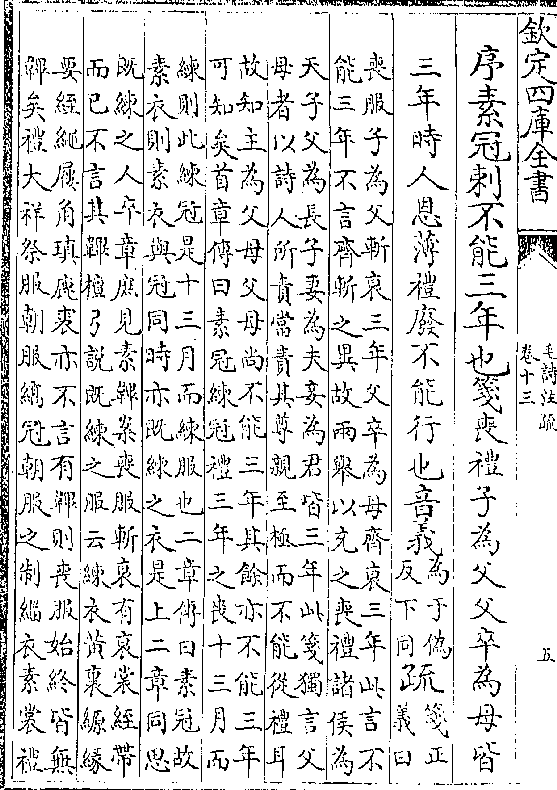 欽定四庫全書
毛詩注疏
卷十三
五
序素冠刺不能三年也箋喪禮子為父父卒為母皆
三年時人恩薄禮廢不能行也音義為于偽反下同疏箋正義曰
喪服子為父斬衰三年父卒為母齊衰三年此言不
能三年不言齊斬之異故兩舉以充之喪禮諸侯為
天子父為長子妻為夫妾為君皆三年此箋獨言父
母者以詩人所責當責其尊親至極而不能從禮耳
故知主為父母父母尚不能三年其餘亦不能三年
可知矣首章傳曰素冠練冠禮三年之喪十三月而
練則此練冠是十三月而練服也二章傳曰素冠故
素衣則素衣與冠同時亦既練之衣是上二章同思
既練之人卒章庶見素韠案喪服斬衰有衰裳絰帶
而已不言其韠檀弓說既練之服云練衣黃裏縓緣
要絰繩屨角瑱鹿裘亦不言有韠則喪服始終皆無
韠矣禮大祥祭服朝服縞冠朝服之制緇衣素裳禮